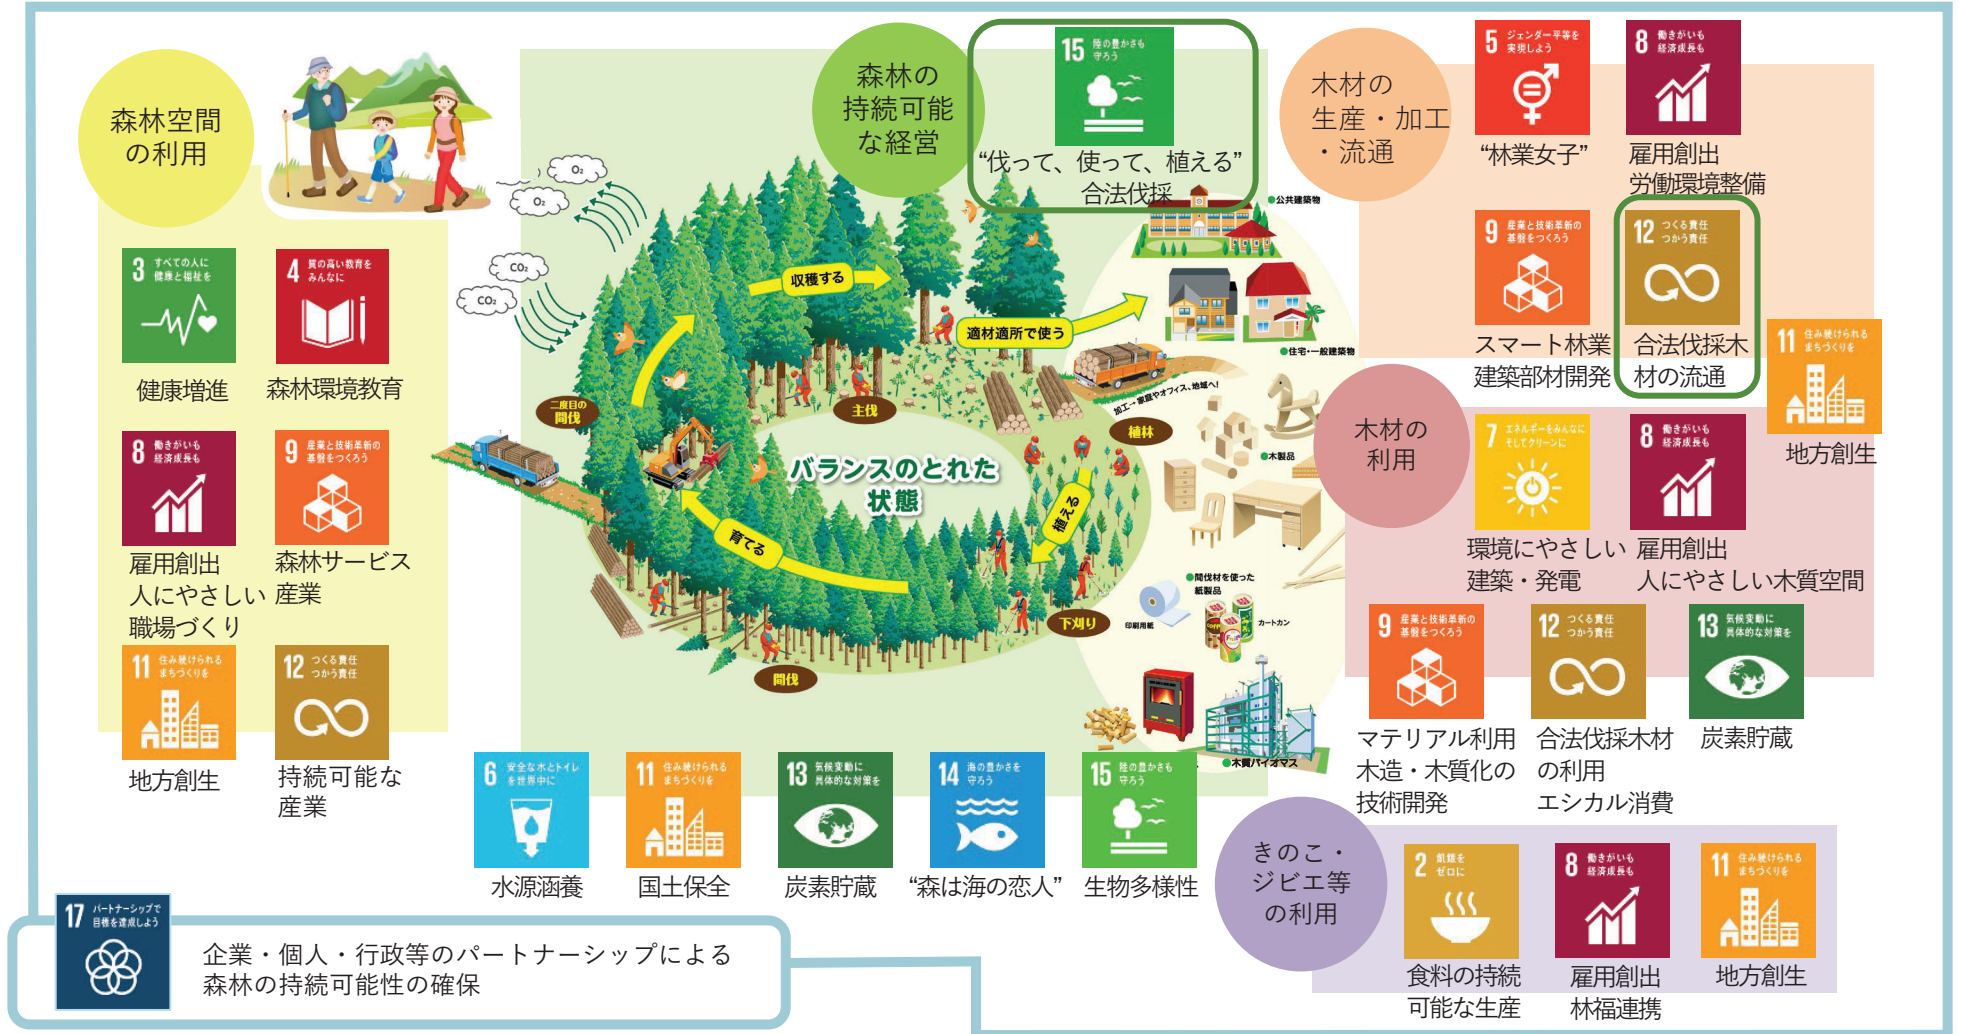 森林空間
の利用
3 すべての人に
健康と福祉を
健康増進
4 質の高い教育を
みんなに
森林環境教育
8 働きがいも
経済成長も
雇用創出
人にやさしい
職場づくり
9 産業と技術革新の
基盤をつくろう
森林サービス
産業
11 住み続けられる
まちづくりを
地方創生
12 つくる責任
つかう責任
持続可能な
産業
森林の
持続可能
な経営
15 陸の豊かさも
守ろう
“伐って、使って、植える”
合法伐採
O₂
O₂
CO₂
CO₂
収穫する
適材適所で使う
二度目の
間伐
主伐
植林
バランスのとれた
状態
植える
育てる
下刈り
間伐
加工→家庭やオフィス、地域へ!
●公共建築物
●住宅・一般建築物
●木製品
●間伐材を使った
紙製品
印刷用紙
カートカン
●木質バイオマス
6 安全な水とトイレ
を世界中に
水源涵養
11 住み続けられる
まちづくりを
国土保全
13 気候変動に
具体的な対策を
炭素貯蔵
14 海の豊かさを
守ろう
“森は海の恋人”
15 陸の豊かさも
守ろう
生物多様性
木材の
生産・加工
・流通
5 ジェンダー平等を
実現しよう
“林業女子”
8 働きがいも
経済成長も
雇用創出
労働環境整備
9 産業と技術革新の
基盤をつくろう
スマート林業
建築部材開発
12 つくる責任
つかう責任
合法伐採木
材の流通
11 住み続けられる
まちづくりを
地方創生
木材の
利用
7 エネルギーをみんなに
そしてクリーンに
環境にやさしい
建築・発電
8 働きがいも
経済成長も
雇用創出
人にやさしい木質空間
9 産業と技術革新の
基盤をつくろう
マテリアル利用
木造・木質化の
技術開発
12 つくる責任
つかう責任
合法伐採木材
の利用
エシカル消費
13 気候変動に
具体的な対策を
炭素貯蔵
きのこ・
ジビエ等
の利用
2 飢餓を
ゼロに
食料の持続
可能な生産
8 働きがいも
経済成長も
雇用創出
林福連携
11 住み続けられる
まちづくりを
地方創生
17 パートナーシップで
目標を達成しよう
企業・個人・行政等のパートナーシップによる
森林の持続可能性の確保